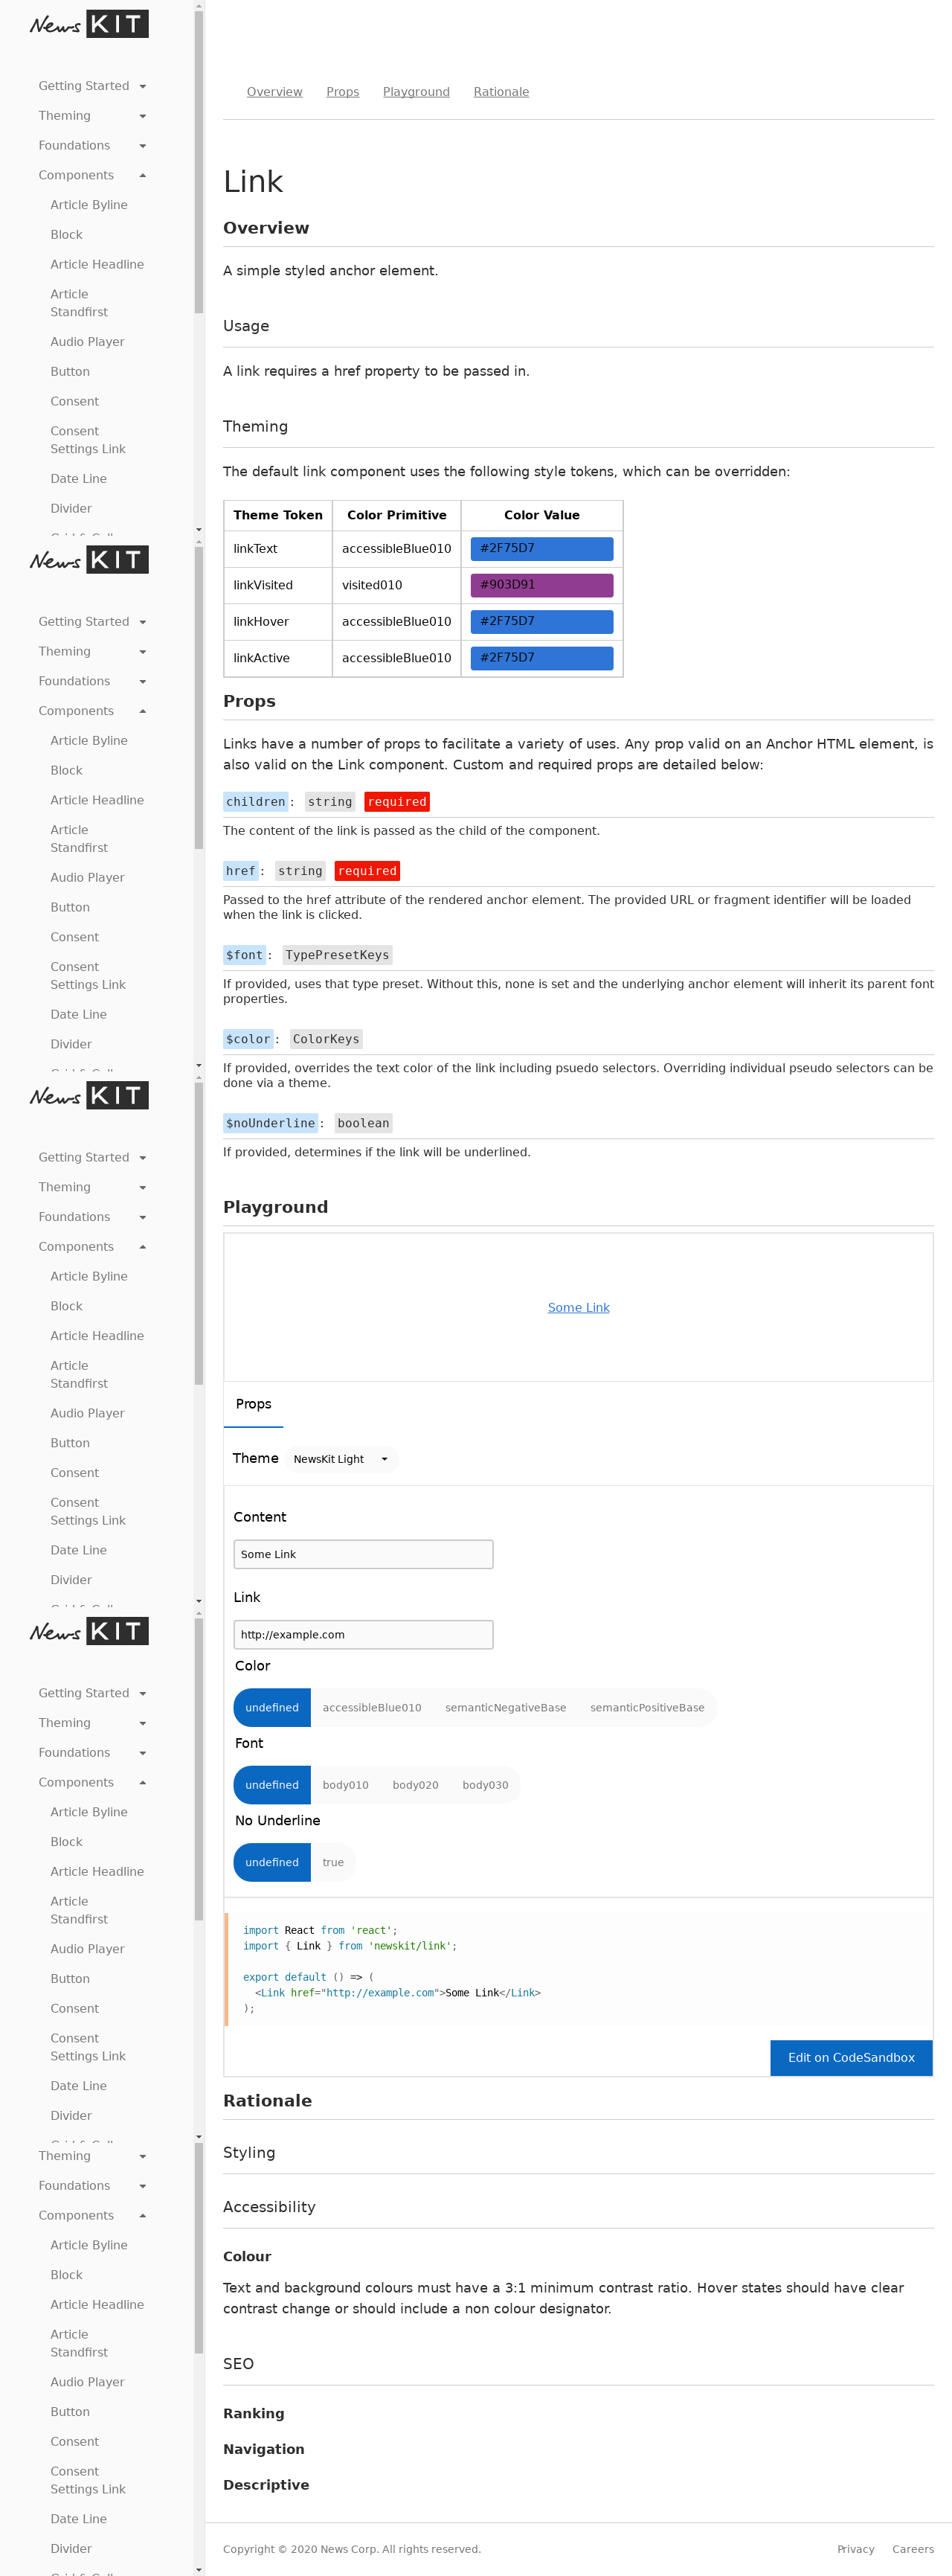 News KIT
Getting Started
Theming
Foundations
Components
Article Byline
Block
Article Headline
Article
Standfirst
Audio Player
Button
Consent
Consent
Settings Link
Date Line
Divider
News KIT
Getting Started
Theming
Foundations
Components
Article Byline
Block
Article Headline
Article
Standfirst
Audio Player
Button
Consent
Consent
Settings Link
Date Line
Divider
News KIT
Getting Started
Theming
Foundations
Components
Article Byline
Block
Article Headline
Article
Standfirst
Audio Player
Button
Consent
Consent
Settings Link
Date Line
Divider
News KIT
Getting Started
Theming
Foundations
Components
Article Byline
Block
Article Headline
Article
Standfirst
Audio Player
Button
Consent
Consent
Settings Link
Date Line
Divider
Theming
Foundations
Components
Article Byline
Block
Article Headline
Article
Standfirst
Audio Player
Button
Consent
Consent
Settings Link
Date Line
Divider
Overview Props Playground Rationale
Link
Overview
A simple styled anchor element.
Usage
A link requires a href property to be passed in.
Theming
The default link component uses the following style tokens, which can be overridden:
Theme Token Color Primitive Color Value
linkText accessibleBlue010 #2F75D7
linkVisited visited010 #903D91
linkHover accessibleBlue010 #2F75D7
linkActive accessibleBlue010 #2F75D7
Props
Links have a number of props to facilitate a variety of uses. Any prop valid on an Anchor HTML element, is
also valid on the Link component. Custom and required props are detailed below:
children: string required
The content of the link is passed as the child of the component.
href: string required
Passed to the href attribute of the rendered anchor element. The provided URL or fragment identifier will be loaded
when the link is clicked.
$font: TypePresetKeys
If provided, uses that type preset. Without this, none is set and the underlying anchor element will inherit its parent font
properties.
$color: ColorKeys
If provided, overrides the text color of the link including psuedo selectors. Overriding individual pseudo selectors can be
done via a theme.
$noUnderline: boolean
If provided, determines if the link will be underlined.
Playground
Some Link
Props
Theme NewsKit Light
Content
Some Link
Link
http://example.com
Color
undefined accessibleBlue010 semanticNegativeBase semanticPositiveBase
Font
undefined body010 body020 body030
No Underline
undefined true
import React from 'react';
import { Link } from 'newskit/link';
export default () => (
<Link href="http://example.com">Some Link</Link>
);
Edit on CodeSandbox
Rationale
Styling
Accessibility
Colour
Text and background colours must have a 3:1 minimum contrast ratio. Hover states should have clear
contrast change or should include a non colour designator.
SEO
Ranking
Navigation
Descriptive
Copyright © 2020 News Corp. All rights reserved. Privacy Careers